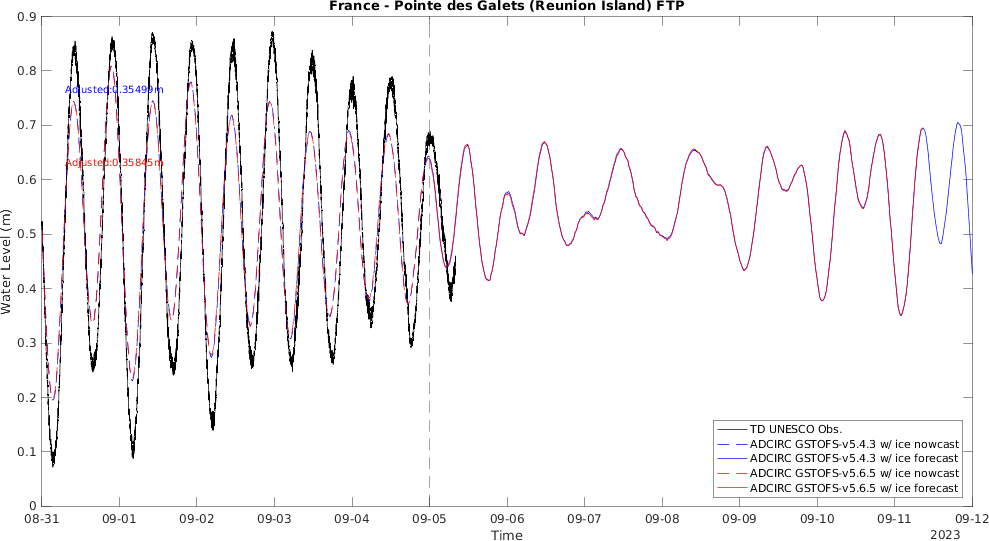 France - Pointe des Galets (Reunion Island) FTP
0.9
0.8
0.7
0.6
0.5
0.4
0.3
0.2
0.1
0
Water Level (m)
Adjusted:0.35499m
Adjusted:0.35845m
TD UNESCO Obs.
ADCIRC GSTOFS-v5.4.3 w/ ice nowcast
ADCIRC GSTOFS-v5.4.3 w/ ice forecast
ADCIRC GSTOFS-v5.6.5 w/ ice nowcast
ADCIRC GSTOFS-v5.6.5 w/ ice forecast
08-31 09-01 09-02 09-03 09-04 09-05 09-06 09-07 09-08 09-09 09-10 09-11 09-12
Time
2023